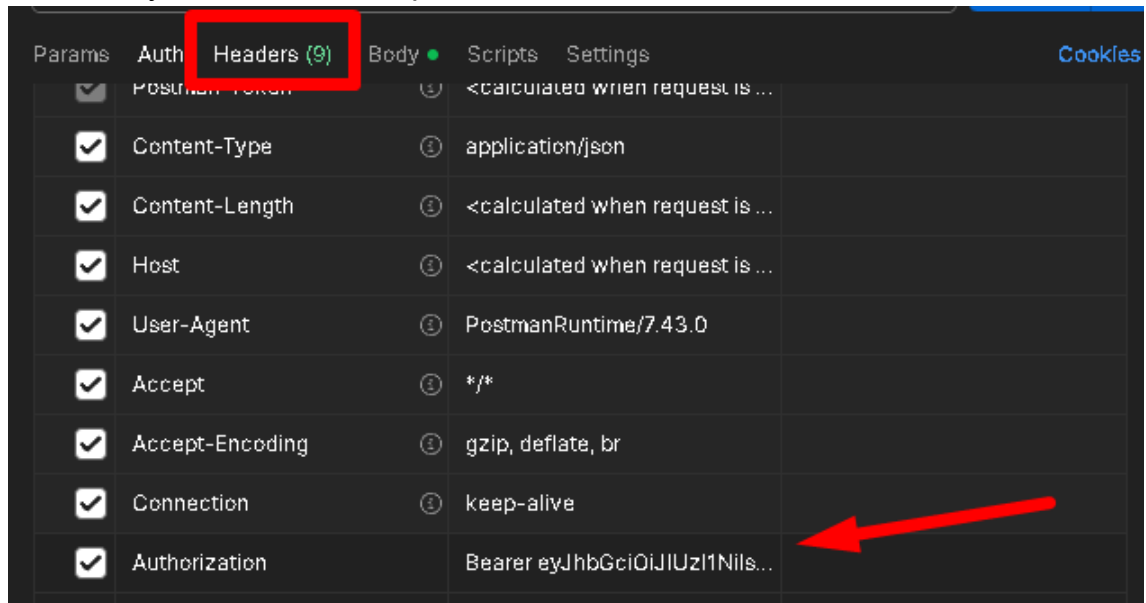 Params Auth Headers (9) Body Scripts Settings Cookies
Postman-Token <calculated when request is ...
Content-Type application/json
Content-Length <calculated when request is ...
Host <calculated when request is ...
User-Agent PostmanRuntime/7.43.0
Accept */*
Accept-Encoding gzip, deflate, br
Connection keep-alive
Authorization Bearer eyJhbGciOiJIUzI1NiIs...